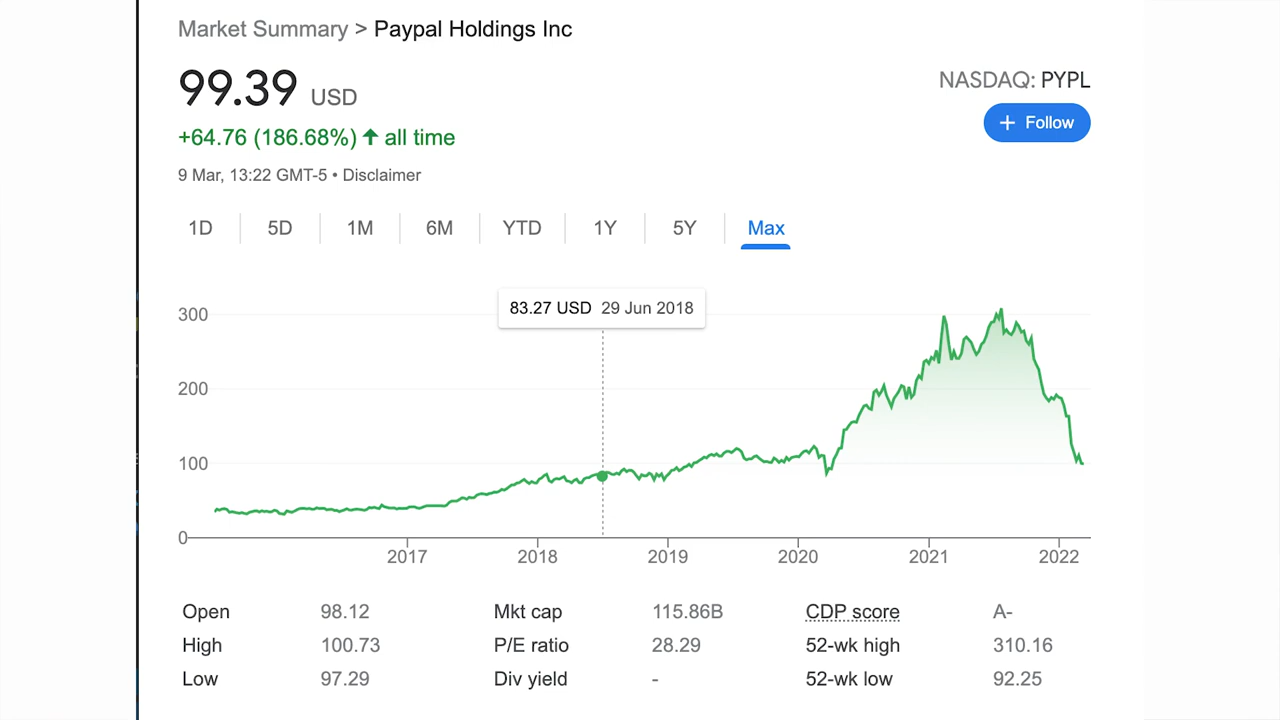 Market Summary > Paypal Holdings Inc
99.39 USD
NASDAQ: PYPL
+ Follow
+64.76 (186.68%) ↑ all time
9 Mar, 13:22 GMT-5 • Disclaimer
1D 5D 1M 6M YTD 1Y 5Y Max
83.27 USD 29 Jun 2018
300
200
100
0
2017 2018 2019 2020 2021 2022
Open 98.12 Mkt cap 115.86B CDP score A-
High 100.73 P/E ratio 28.29 52-wk high 310.16
Low 97.29 Div yield - 52-wk low 92.25